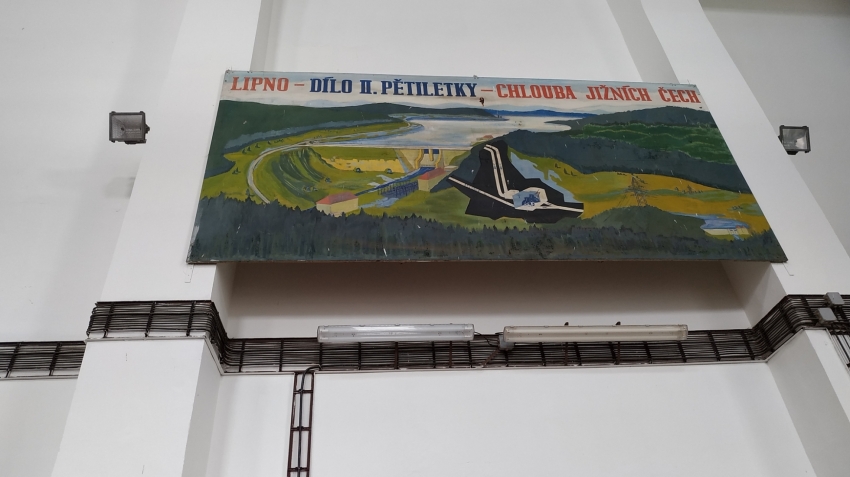 LIPNO – DÍLO II. PĚTILETKY – CHLOUBA JIŽNÍCH ČECH